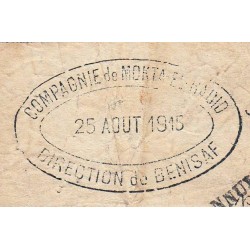 COMPAGNIE de MOKTA-EL-HADID
25 AOUT 1915
DIRECTION de BENISAF